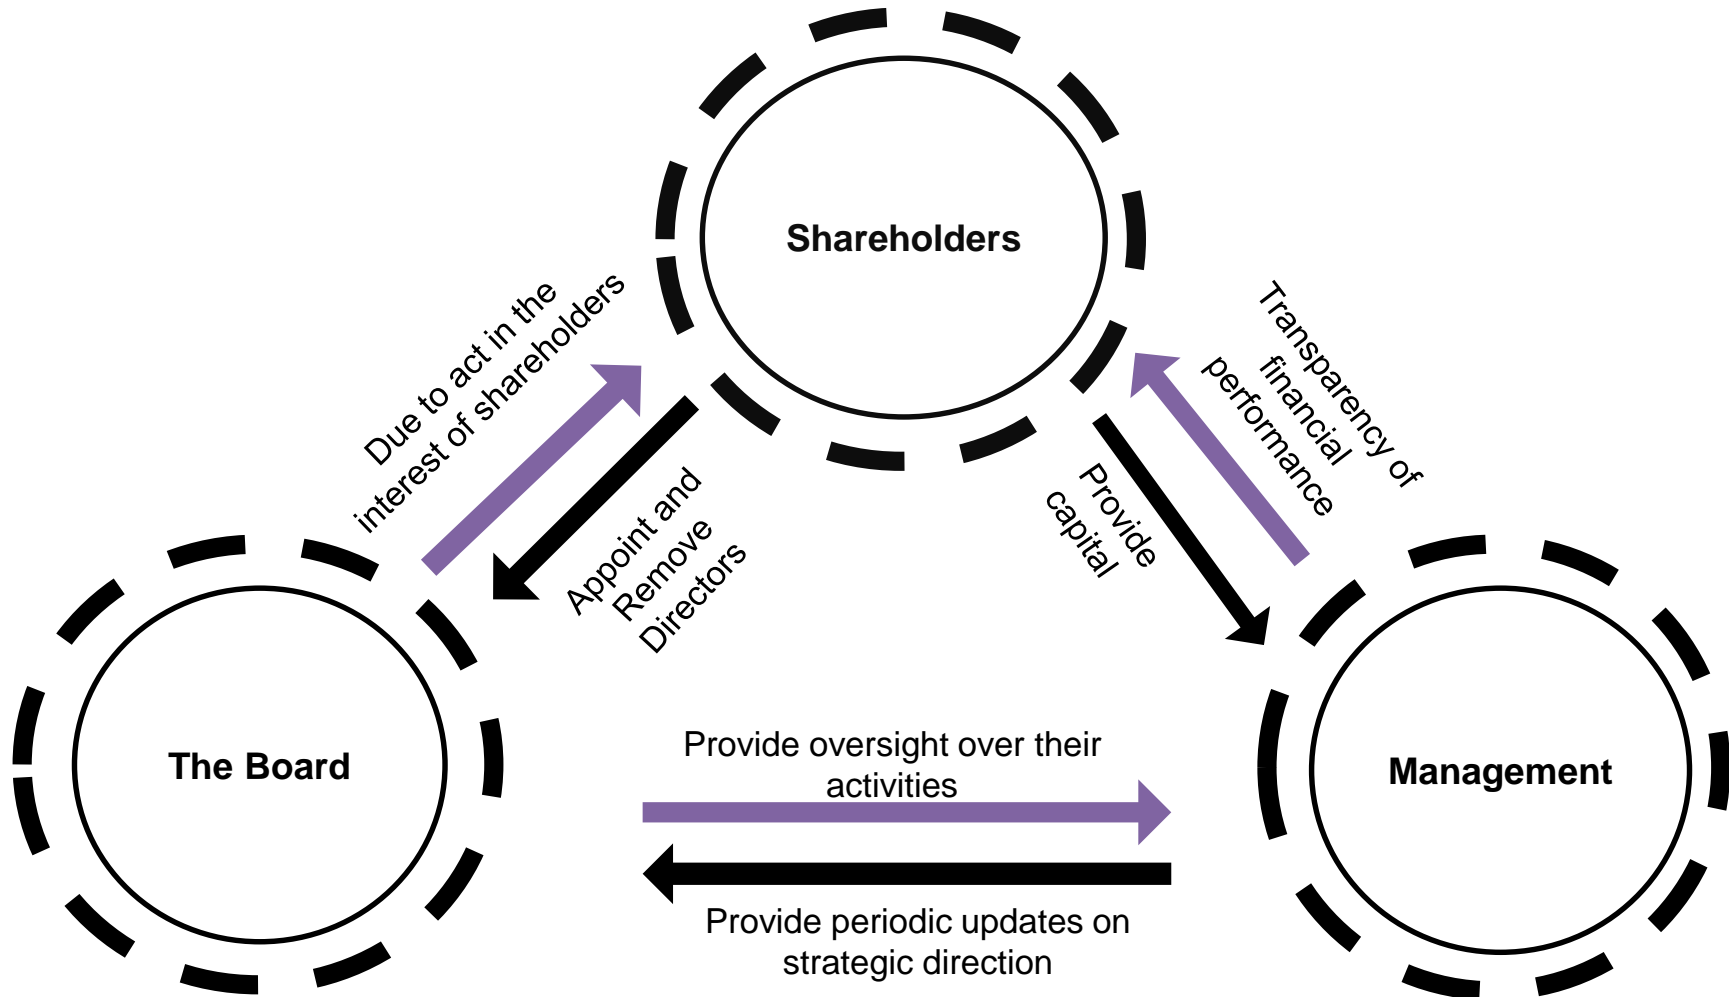 Shareholders
Due to act in the
interest of shareholders
Appoint and
Remove
Directors
Transparency of
financial
performance
Provide
capital
The Board
Provide oversight over their
activities
Provide periodic updates on
strategic direction
Management